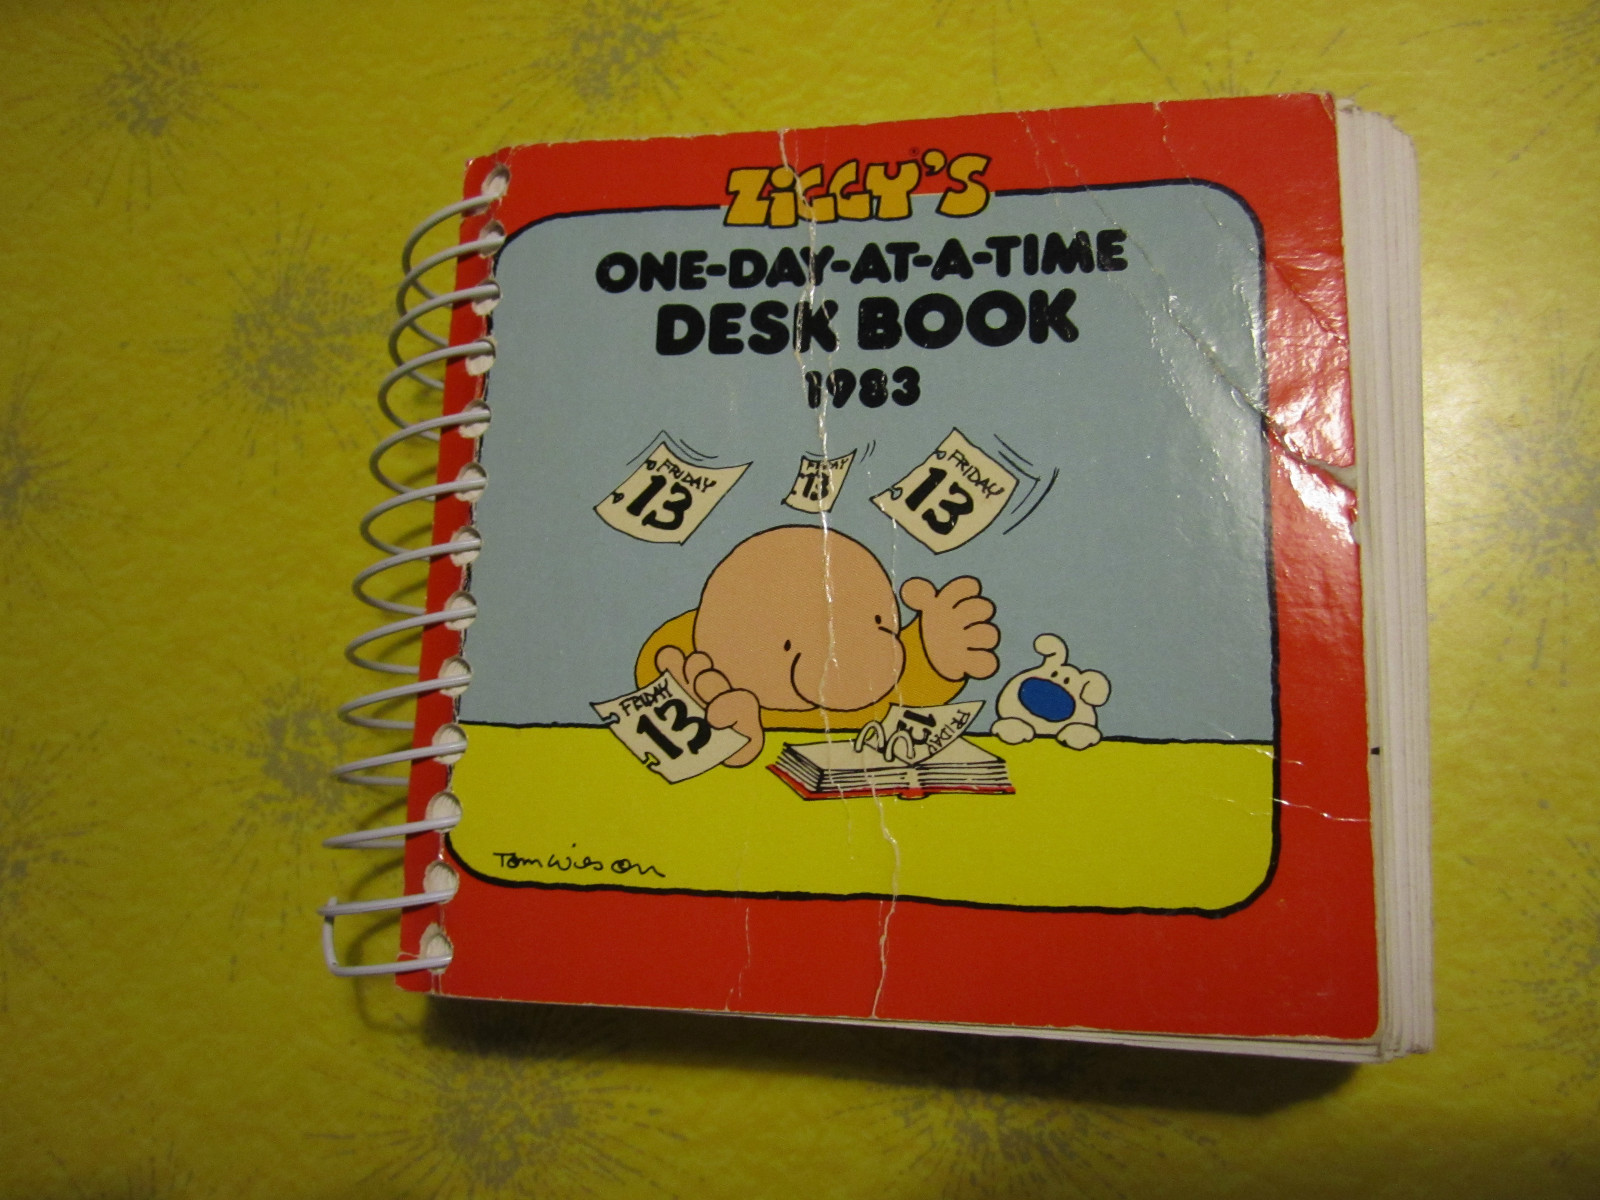 ZiGGY'S®
ONE-DAY-AT-A-TIME
DESK BOOK
1983
FRIDAY
13
FRIDAY
13
FRIDAY
13
FRIDAY
13
FRIDAY
13
Tom Wilson